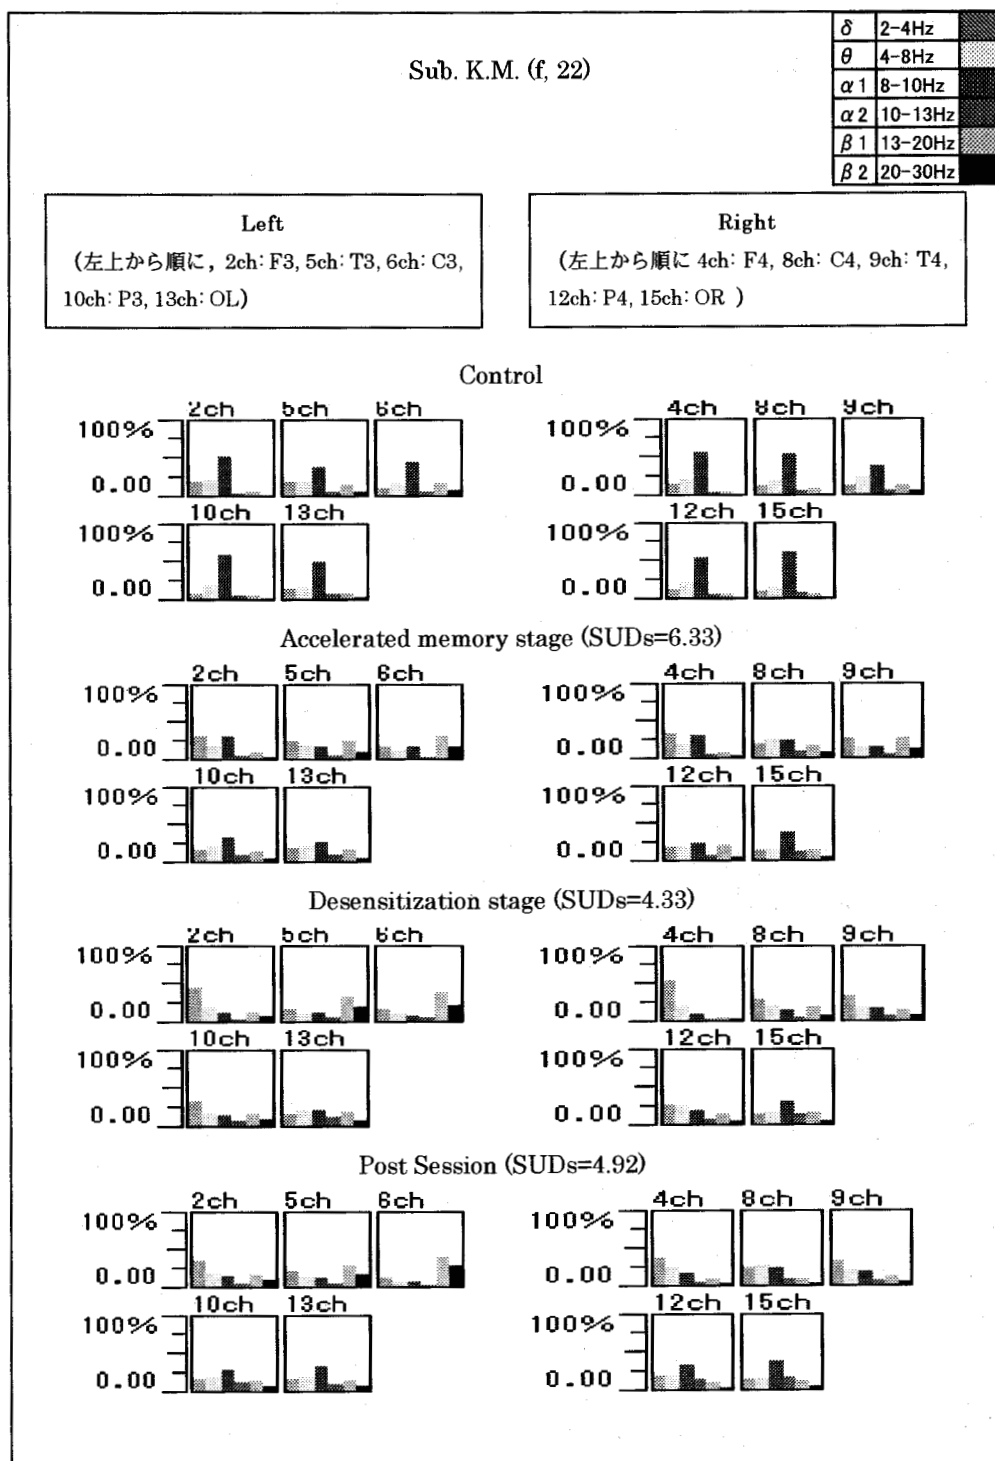 Sub. K.M. (f, 22)
δ 2-4Hz
θ 4-8Hz
α1 8-10Hz
α2 10-13Hz
β1 13-20Hz
β2 20-30Hz
Left
(左上から順に, 2ch: F3, 5ch: T3, 6ch: C3,
10ch: P3, 13ch: OL)
Right
(左上から順に 4ch: F4, 8ch: C4, 9ch: T4,
12ch: P4, 15ch: OR )
Control
2ch 5ch 6ch
100%
0.00
10ch 13ch
100%
0.00
4ch 8ch 9ch
100%
0.00
12ch 15ch
100%
0.00
Accelerated memory stage (SUDs=6.33)
2ch 5ch 6ch
100%
0.00
10ch 13ch
100%
0.00
4ch 8ch 9ch
100%
0.00
12ch 15ch
100%
0.00
Desensitization stage (SUDs=4.33)
2ch 5ch 6ch
100%
0.00
10ch 13ch
100%
0.00
4ch 8ch 9ch
100%
0.00
12ch 15ch
100%
0.00
Post Session (SUDs=4.92)
2ch 5ch 6ch
100%
0.00
10ch 13ch
100%
0.00
4ch 8ch 9ch
100%
0.00
12ch 15ch
100%
0.00